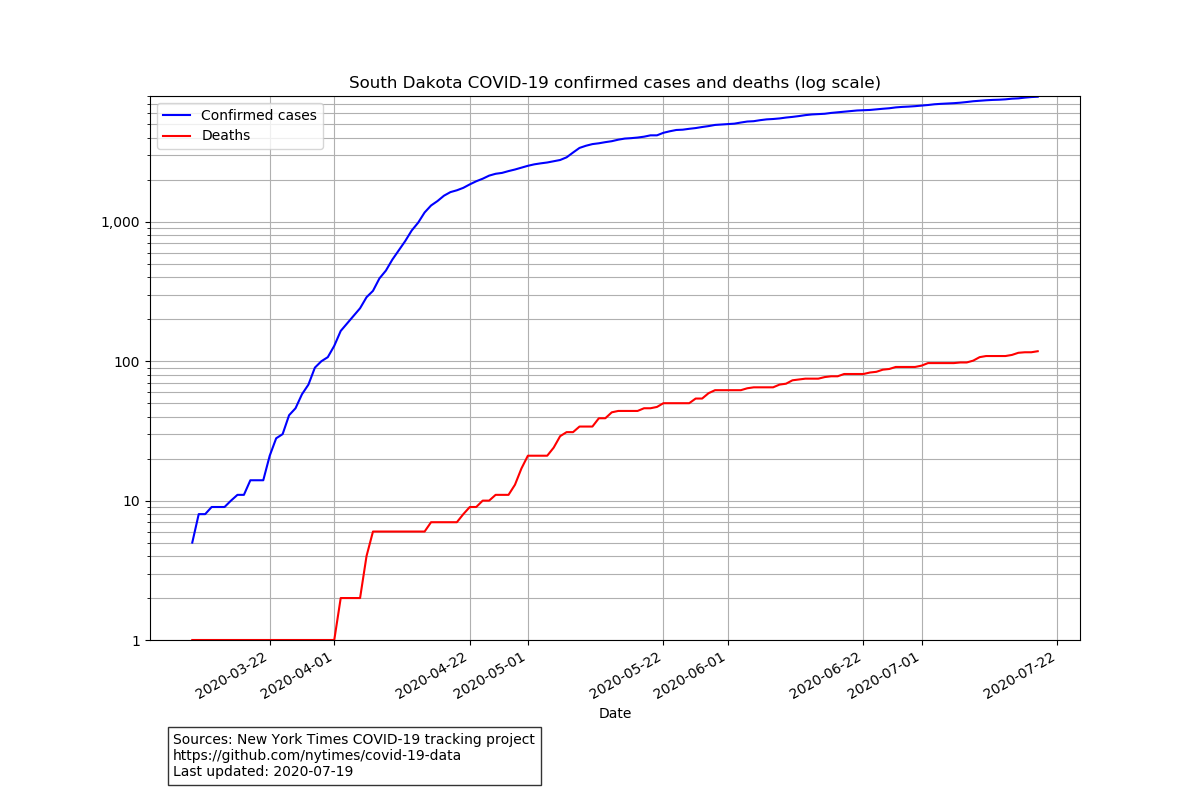 South Dakota COVID-19 confirmed cases and deaths (log scale)
Confirmed cases
Deaths
1,000
100
10
1
2020-03-22
2020-04-01
2020-04-22
2020-05-01
2020-05-22
2020-06-01
2020-06-22
2020-07-01
2020-07-22
Date
Sources: New York Times COVID-19 tracking project
https://github.com/nytimes/covid-19-data
Last updated: 2020-07-19